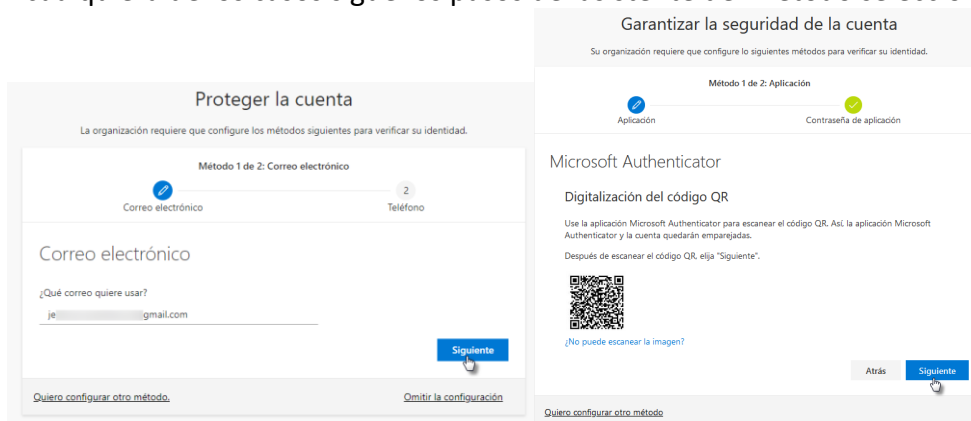 Garantizar la seguridad de la cuenta
Su organización requiere que configure lo siguientes métodos para verificar su identidad.
Método 1 de 2: Aplicación
Aplicación
Contraseña de aplicación
Microsoft Authenticator
Digitalización del código QR
Use la aplicación Microsoft Authenticator para escanear el código QR. Así, la aplicación Microsoft
Authenticator y la cuenta quedarán emparejadas.
Después de escanear el código QR, elija "Siguiente".
¿No puede escanear la imagen?
Atrás
Siguiente
Quiero configurar otro método
Proteger la cuenta
La organización requiere que configure los métodos siguientes para verificar su identidad.
Método 1 de 2: Correo electrónico
2
Correo electrónico
Teléfono
Correo electrónico
¿Qué correo quiere usar?
je gmail.com
Siguiente
Quiero configurar otro método.
Omitir la configuración